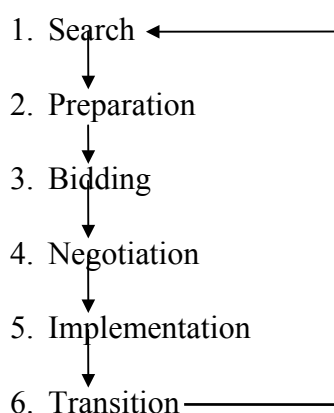 1. Search
2. Preparation
3. Bidding
4. Negotiation
5. Implementation
6. Transition